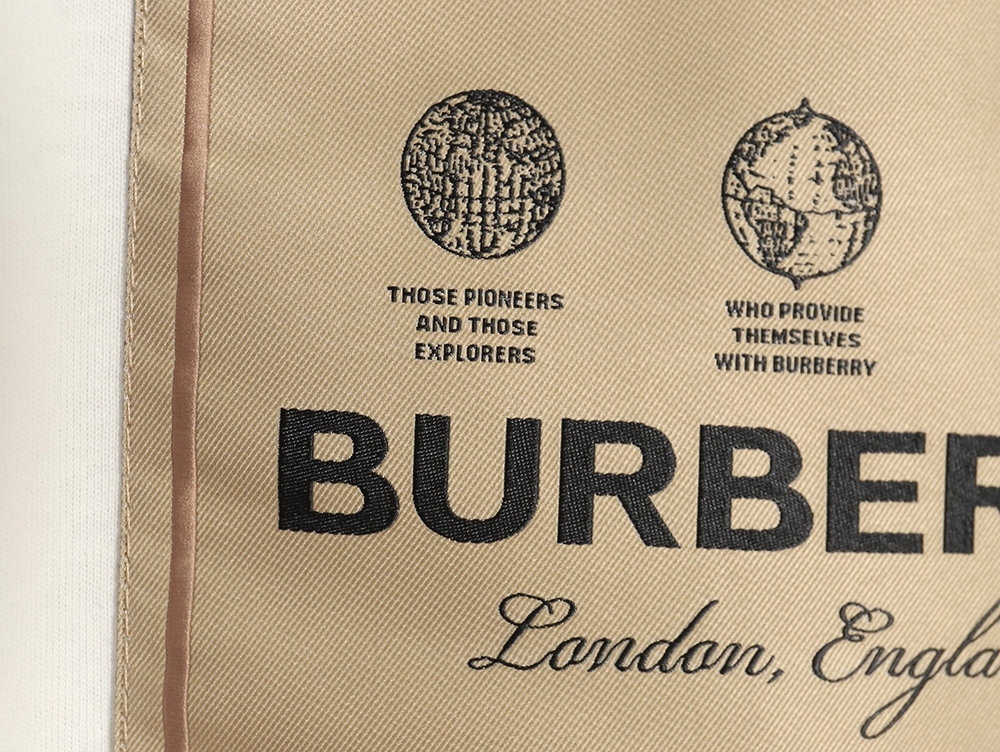 THOSE PIONEERS
AND THOSE
EXPLORERS
WHO PROVIDE
THEMSELVES
WITH BURBERRY
BURBER
London, Engla